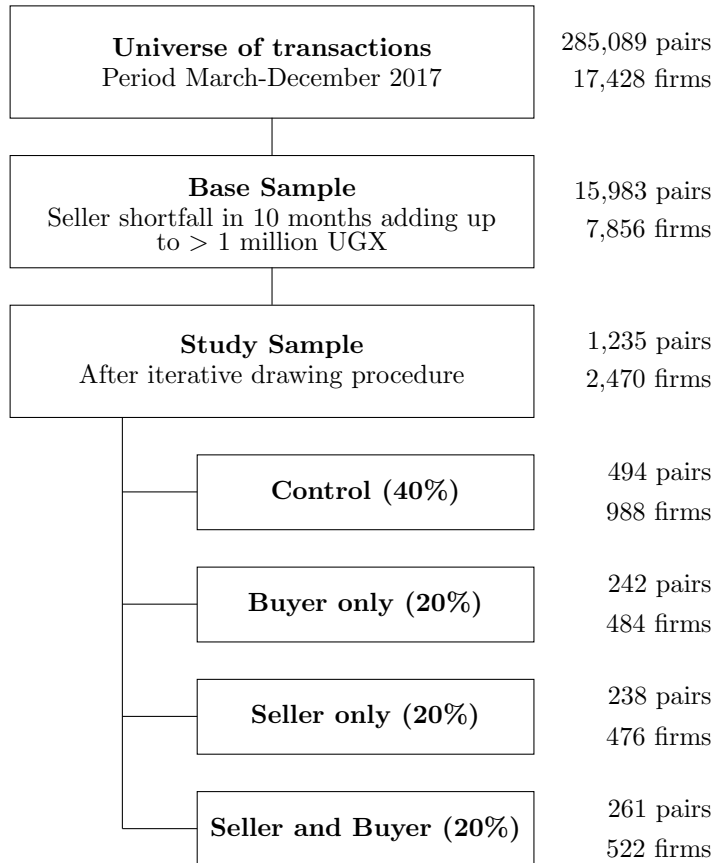 Universe of transactions
Period March-December 2017
285,089 pairs
17,428 firms
Base Sample
Seller shortfall in 10 months adding up
to > 1 million UGX
15,983 pairs
7,856 firms
Study Sample
After iterative drawing procedure
1,235 pairs
2,470 firms
Control (40%)
494 pairs
988 firms
Buyer only (20%)
242 pairs
484 firms
Seller only (20%)
238 pairs
476 firms
Seller and Buyer (20%)
261 pairs
522 firms